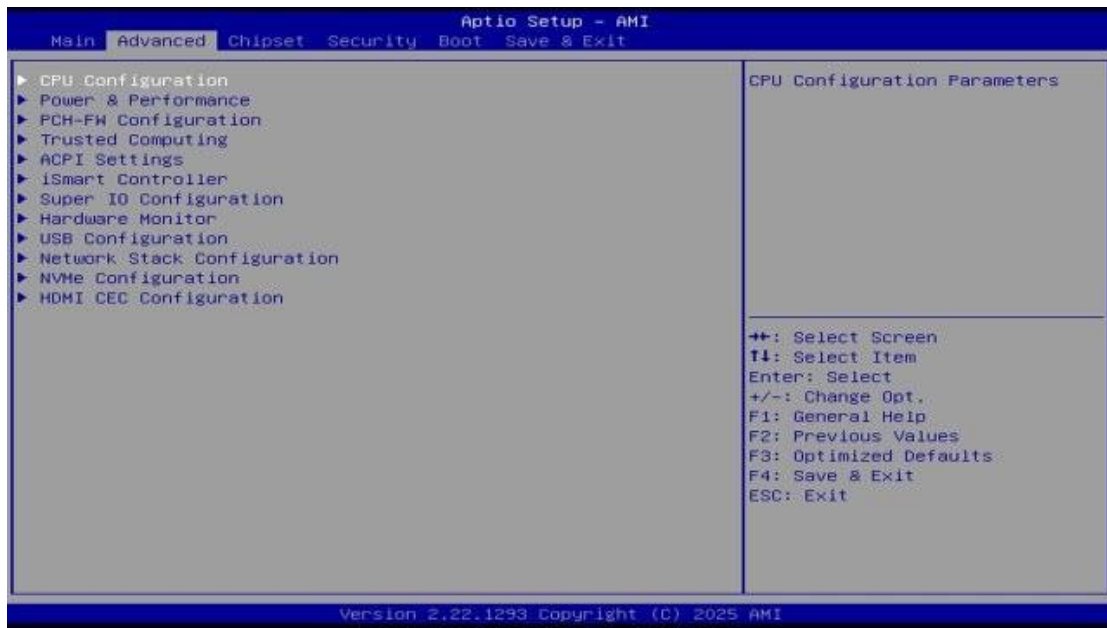 Aptio Setup – AMI
Main Advanced Chipset Security Boot Save & Exit
▶ CPU Configuration
▶ Power & Performance
▶ PCH-FW Configuration
▶ Trusted Computing
▶ ACPI Settings
▶ iSmart Controller
▶ Super IO Configuration
▶ Hardware Monitor
▶ USB Configuration
▶ Network Stack Configuration
▶ NVMe Configuration
▶ HDMI CEC Configuration
CPU Configuration Parameters
→←: Select Screen
↑↓: Select Item
Enter: Select
+/-: Change Opt.
F1: General Help
F2: Previous Values
F3: Optimized Defaults
F4: Save & Exit
ESC: Exit
Version 2.22.1293 Copyright (C) 2025 AMI